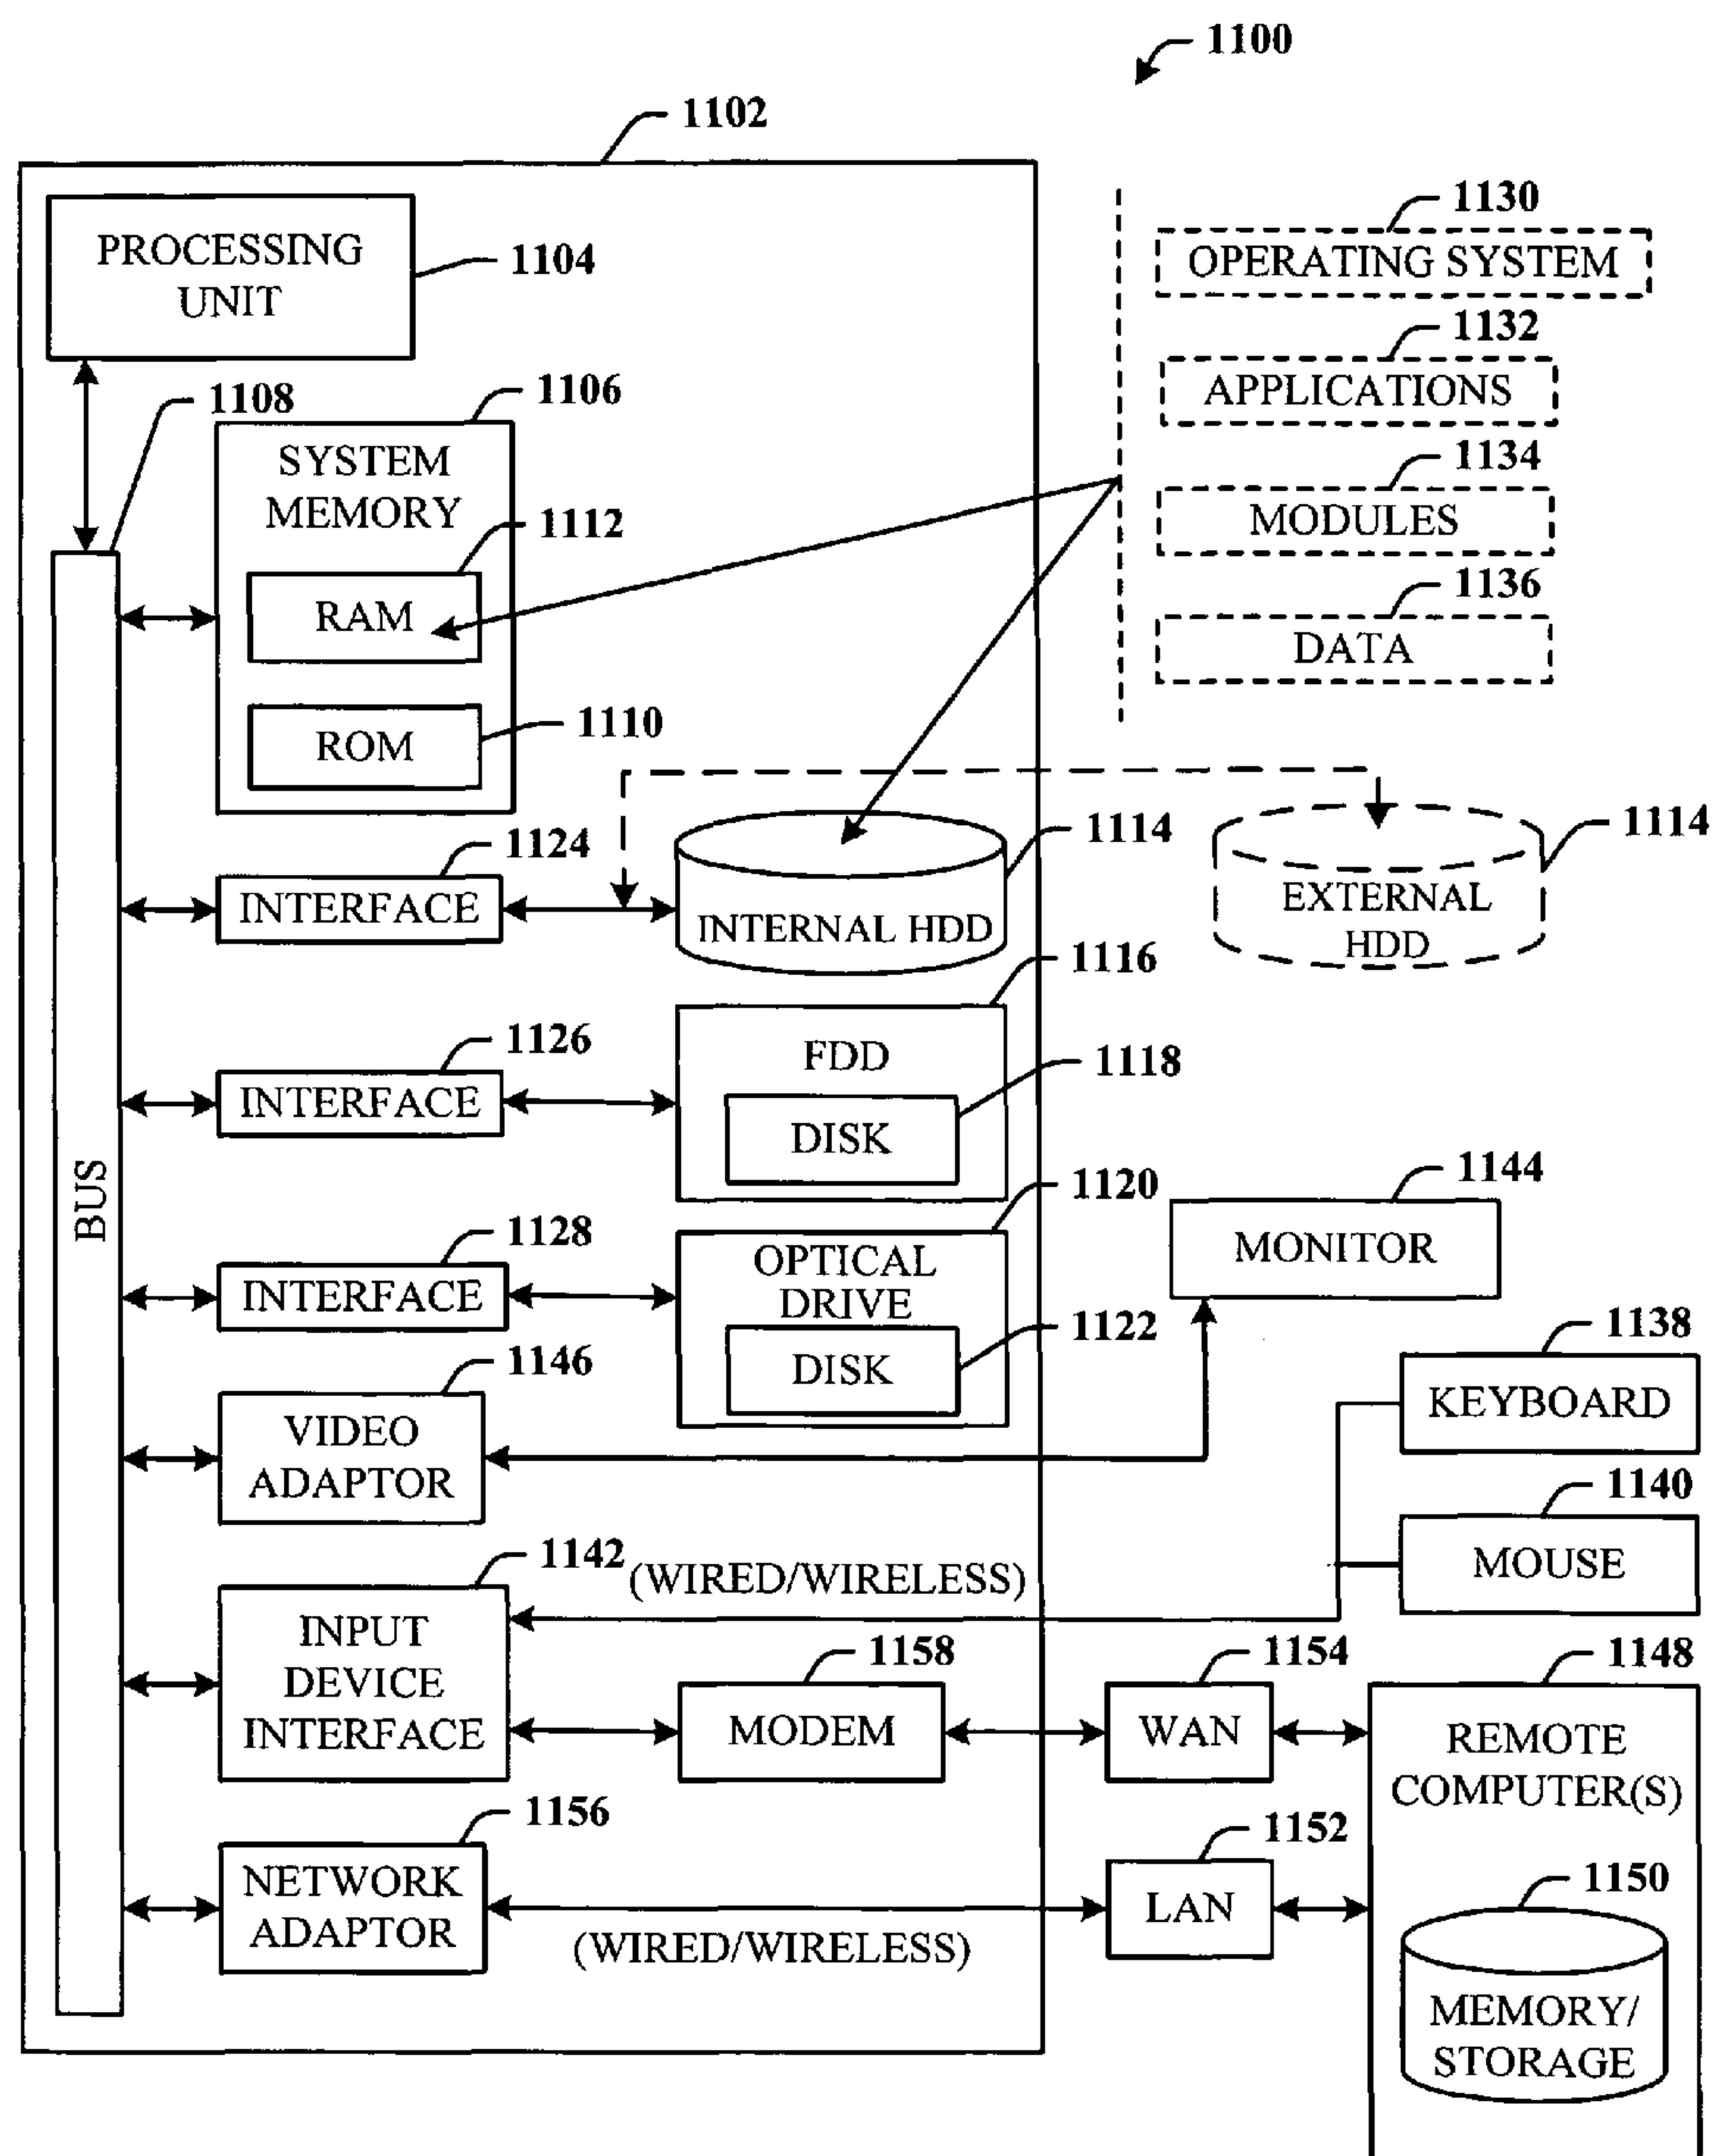 1100
1102
PROCESSING
UNIT
1104
1130
OPERATING SYSTEM
1132
APPLICATIONS
1134
MODULES
1136
DATA
1108
1106
SYSTEM
MEMORY
1112
RAM
1110
ROM
1124
INTERFACE
INTERNAL HDD
1114
EXTERNAL
HDD
1114
1116
FDD
1126
INTERFACE
1118
DISK
BUS
1120
OPTICAL
DRIVE
1128
INTERFACE
1122
DISK
1144
MONITOR
1138
KEYBOARD
1146
VIDEO
ADAPTOR
1140
MOUSE
1142
(WIRED/WIRELESS)
INPUT
DEVICE
INTERFACE
1158
MODEM
1154
WAN
1148
REMOTE
COMPUTER(S)
1156
NETWORK
ADAPTOR
(WIRED/WIRELESS)
1152
LAN
1150
MEMORY/
STORAGE